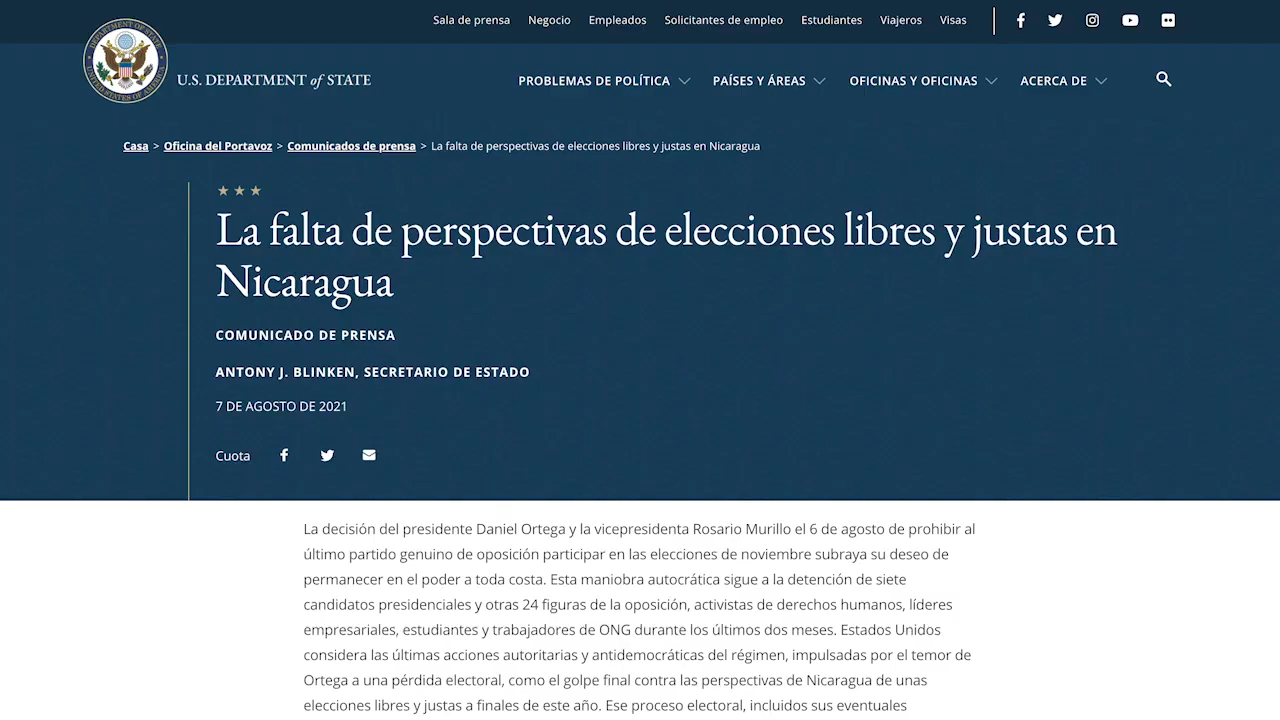 Sala de prensa Negocio Empleados Solicitantes de empleo Estudiantes Viajeros Visas
U.S. DEPARTMENT of STATE
PROBLEMAS DE POLÍTICA PAÍSES Y ÁREAS OFICINAS Y OFICINAS ACERCA DE
Casa > Oficina del Portavoz > Comunicados de prensa > La falta de perspectivas de elecciones libres y justas en Nicaragua
La falta de perspectivas de elecciones libres y justas en
Nicaragua
COMUNICADO DE PRENSA
ANTONY J. BLINKEN, SECRETARIO DE ESTADO
7 DE AGOSTO DE 2021
Cuota
La decisión del presidente Daniel Ortega y la vicepresidenta Rosario Murillo el 6 de agosto de prohibir al
último partido genuino de oposición participar en las elecciones de noviembre subraya su deseo de
permanecer en el poder a toda costa. Esta maniobra autocrática sigue a la detención de siete
candidatos presidenciales y otras 24 figuras de la oposición, activistas de derechos humanos, líderes
empresariales, estudiantes y trabajadores de ONG durante los últimos dos meses. Estados Unidos
considera las últimas acciones autoritarias y antidemocráticas del régimen, impulsadas por el temor de
Ortega a una pérdida electoral, como el golpe final contra las perspectivas de Nicaragua de unas
elecciones libres y justas a finales de este año. Ese proceso electoral, incluidos sus eventuales